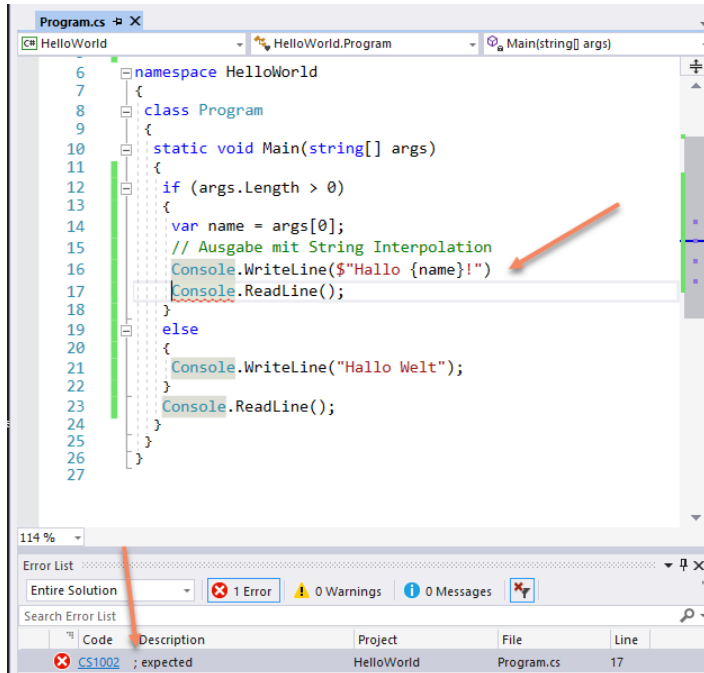 Program.cs
C# HelloWorld HelloWorld.Program Main(string[] args)
6 namespace HelloWorld
7 {
8 class Program
9 {
10 static void Main(string[] args)
11 {
12 if (args.Length > 0)
13 {
14 var name = args[0];
15 // Ausgabe mit String Interpolation
16 Console.WriteLine($"Hallo {name}!")
17 Console.ReadLine();
18 }
19 else
20 {
21 Console.WriteLine("Hallo Welt");
22 }
23 Console.ReadLine();
24 }
25 }
26 }
27
114 %
Error List
Entire Solution 1 Error 0 Warnings 0 Messages
Search Error List
Code Description Project File Line
CS1002 ; expected HelloWorld Program.cs 17